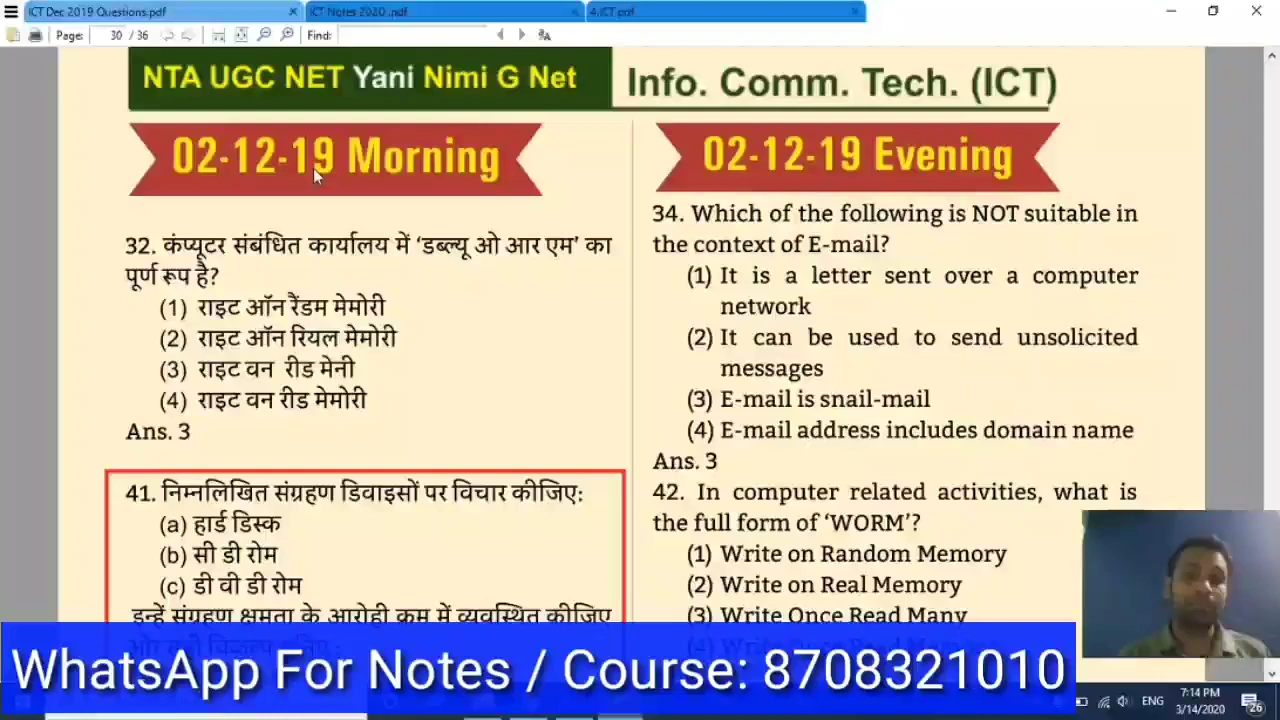 ICT Dec 2019 Questions.pdf
ICT Notes 2020 .pdf
4.ICT pdf
Page: 30 / 36
Find:
NTA UGC NET Yani Nimi G Net
Info. Comm. Tech. (ICT)
02-12-19 Morning
32. कंप्यूटर संबंधित कार्यालय में ‘डब्ल्यू ओ आर एम’ का
पूर्ण रूप है?
(1) राइट ऑन रैंडम मेमोरी
(2) राइट ऑन रियल मेमोरी
(3) राइट वन रीड मेनी
(4) राइट वन रीड मेमोरी
Ans. 3
41. निम्नलिखित संग्रहण डिवाइसों पर विचार कीजिए:
(a) हार्ड डिस्क
(b) सी डी रोम
(c) डी वी डी रोम
इन्हें संग्रहण क्षमता के आरोही क्रम में व्यवस्थित कीजिए
02-12-19 Evening
34. Which of the following is NOT suitable in
the context of E-mail?
(1) It is a letter sent over a computer
network
(2) It can be used to send unsolicited
messages
(3) E-mail is snail-mail
(4) E-mail address includes domain name
Ans. 3
42. In computer related activities, what is
the full form of ‘WORM’?
(1) Write on Random Memory
(2) Write on Real Memory
(3) Write Once Read Many
WhatsApp For Notes / Course: 8708321010
ENG
7:14 PM
3/14/2020
26